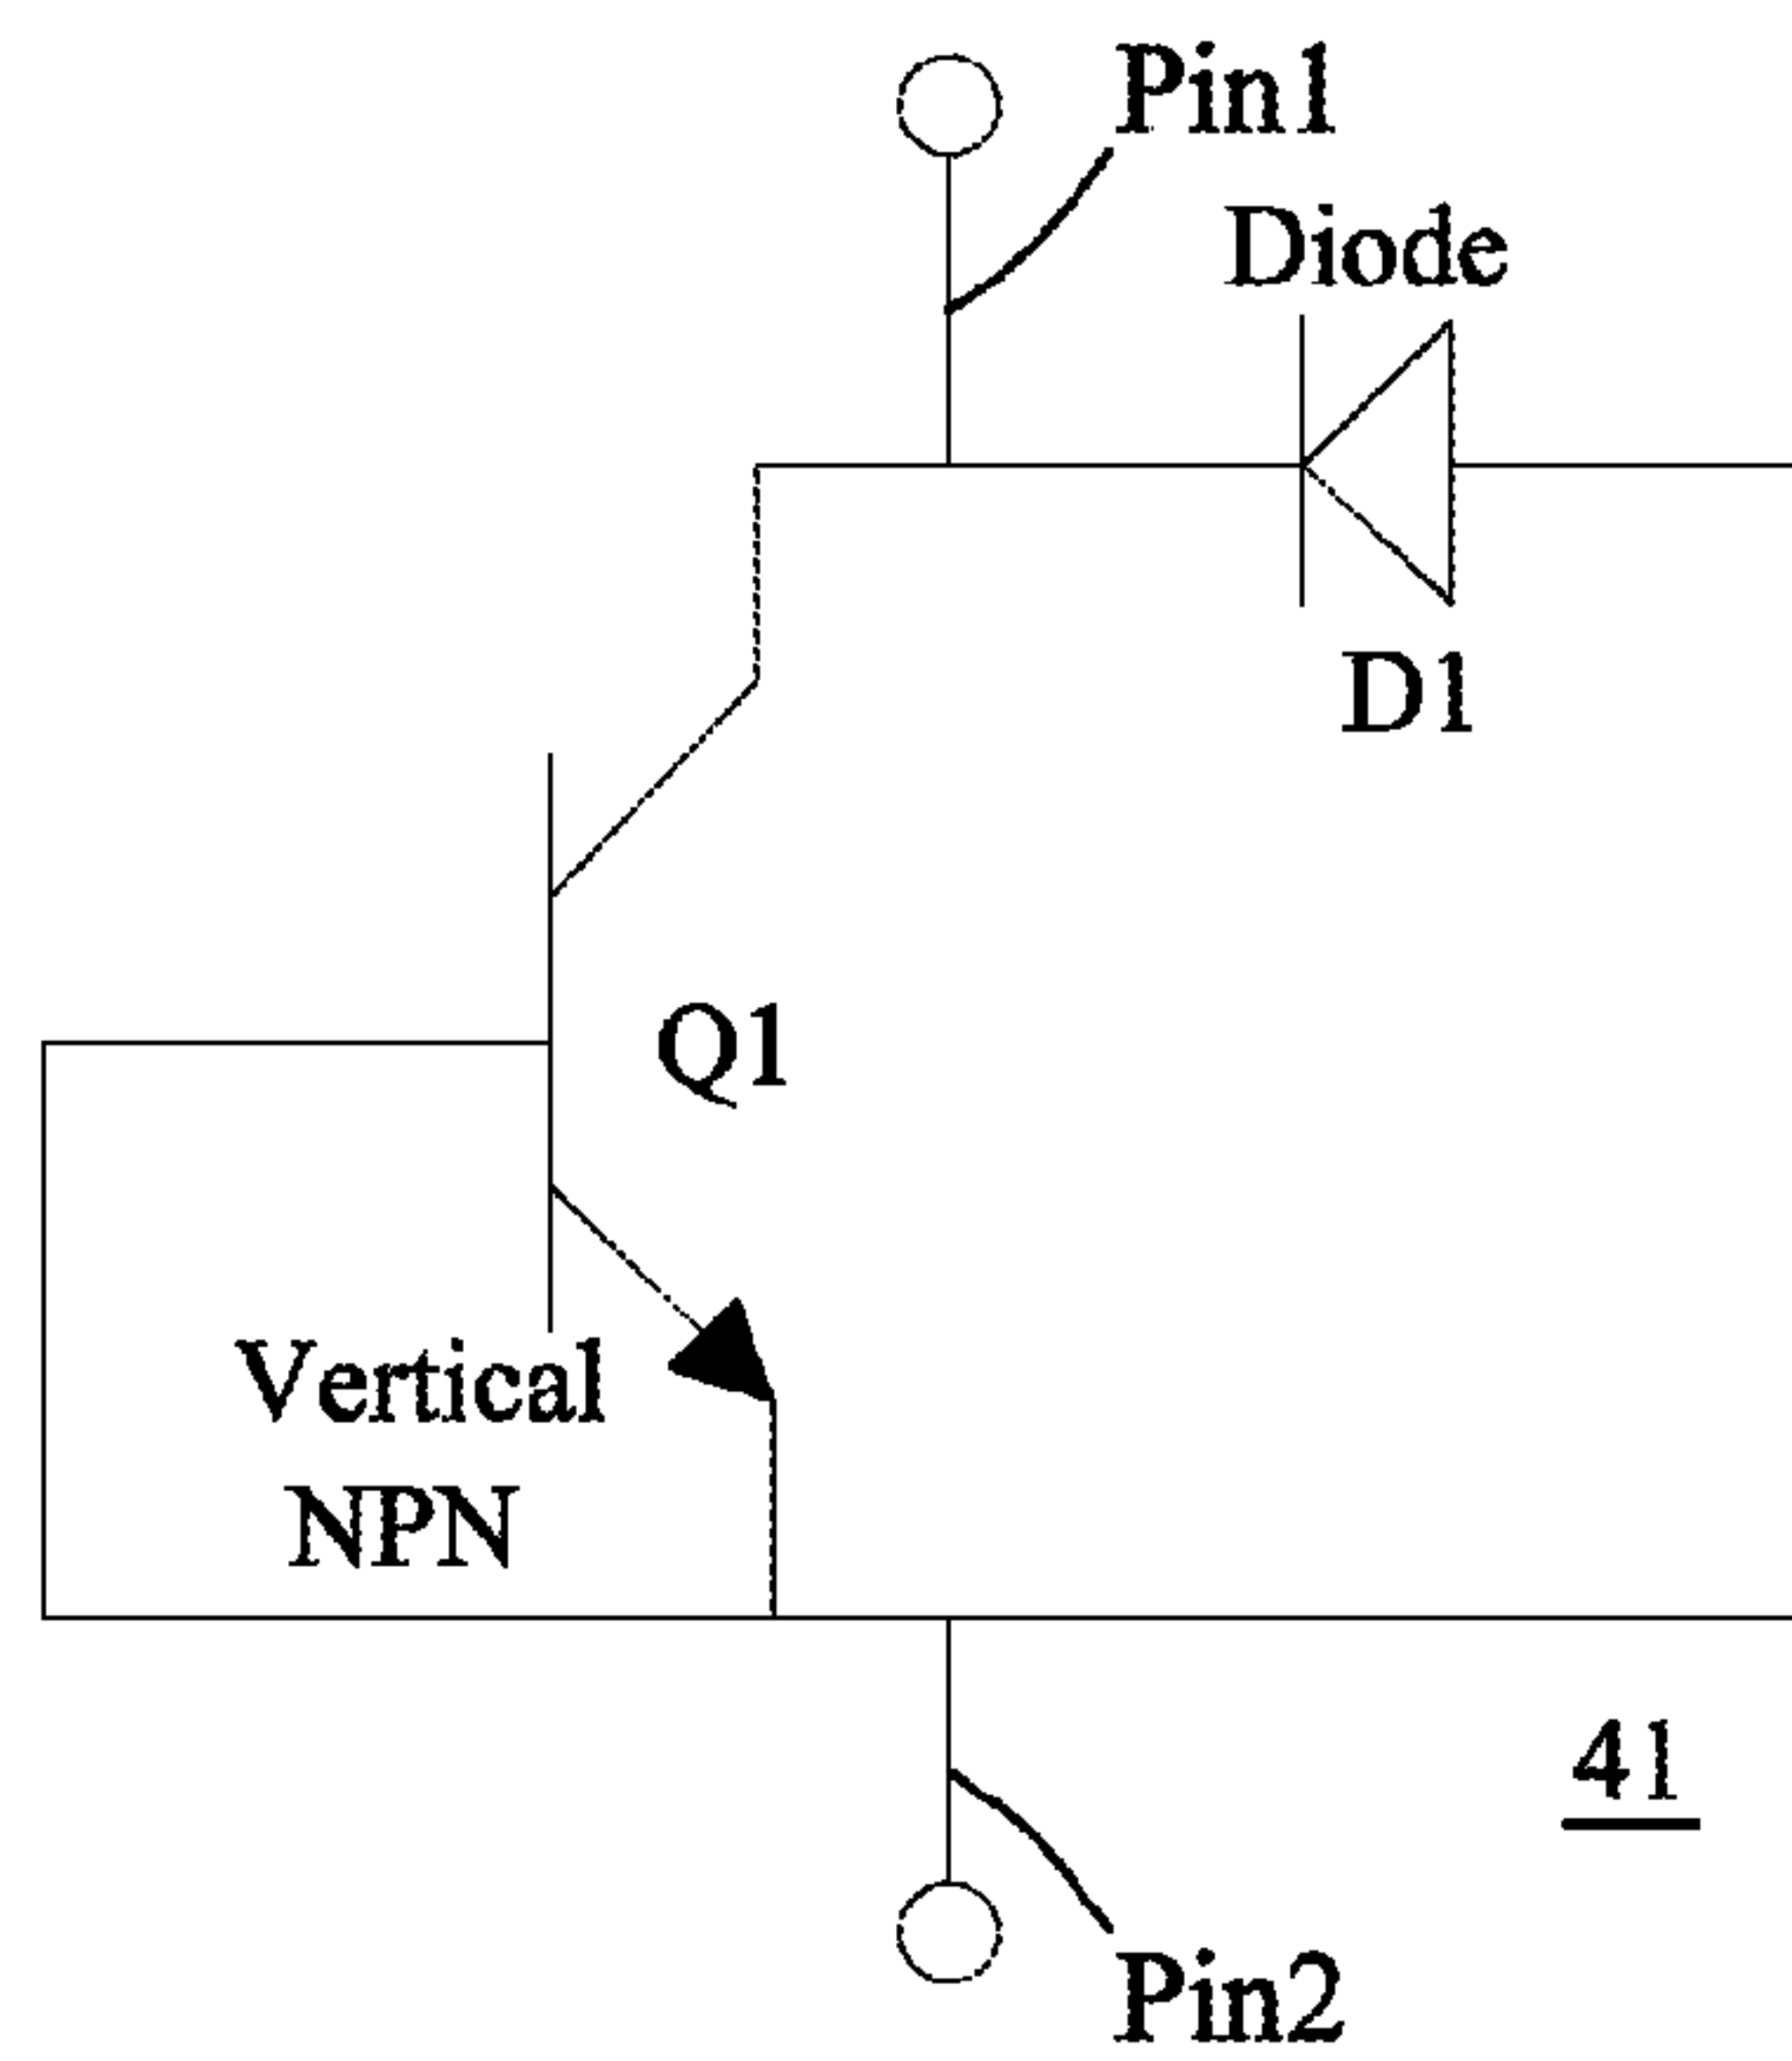 Pin1
Diode
D1
Q1
Vertical
NPN
41
Pin2